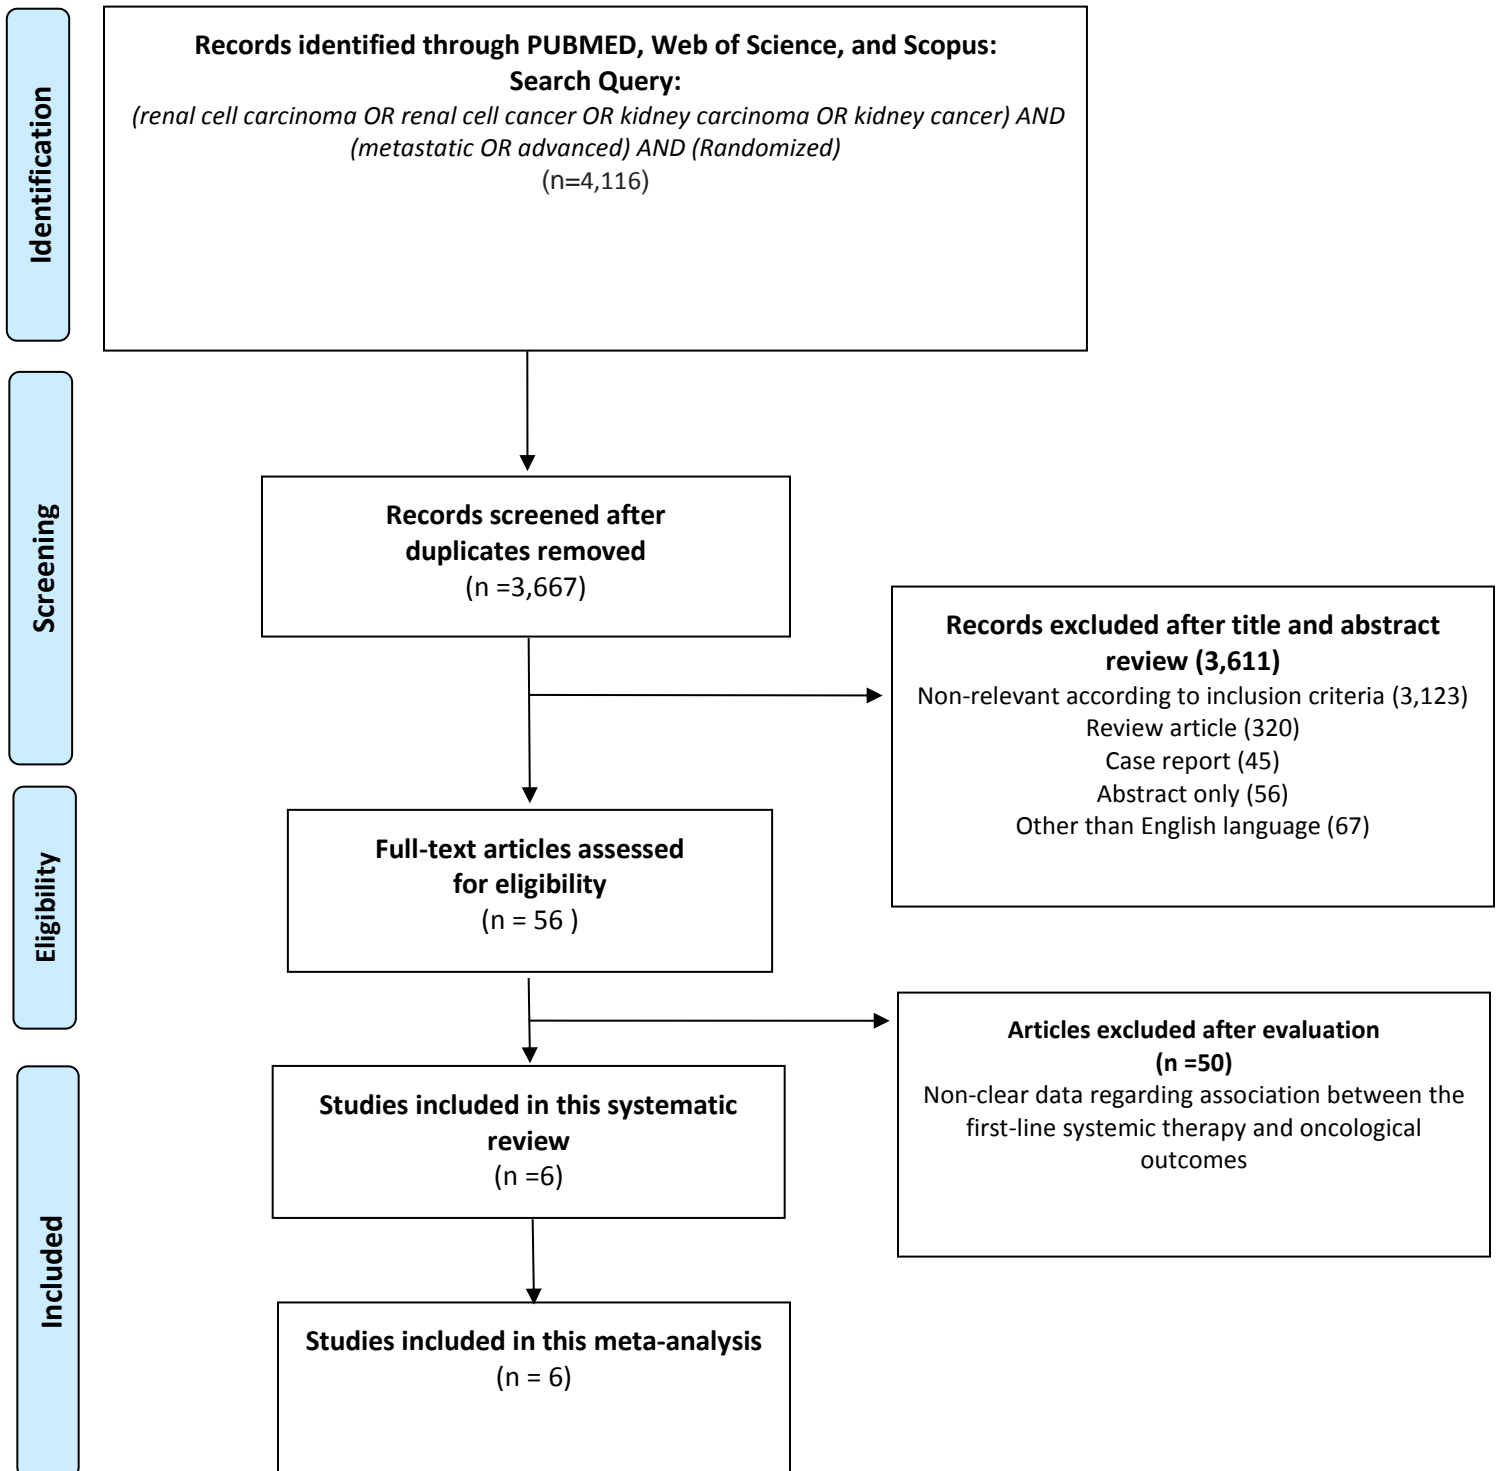 Identification
Records identified through PUBMED, Web of Science, and Scopus:
Search Query:
(renal cell carcinoma OR renal cell cancer OR kidney carcinoma OR kidney cancer) AND
(metastatic OR advanced) AND (Randomized)
(n=4,116)
Screening
Records screened after
duplicates removed
(n =3,667)
Records excluded after title and abstract
review (3,611)
Non-relevant according to inclusion criteria (3,123)
Review article (320)
Case report (45)
Abstract only (56)
Other than English language (67)
Eligibility
Full-text articles assessed
for eligibility
(n = 56 )
Articles excluded after evaluation
(n =50)
Non-clear data regarding association between the
first-line systemic therapy and oncological
outcomes
Included
Studies included in this systematic
review
(n =6)
Studies included in this meta-analysis
(n = 6)